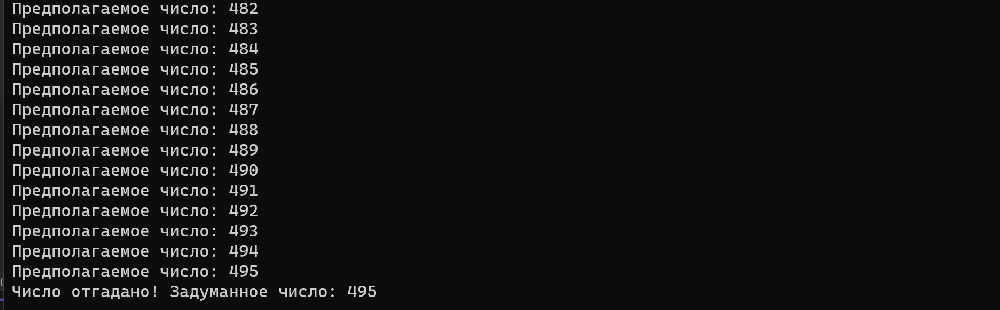 Предполагаемое число: 482
Предполагаемое число: 483
Предполагаемое число: 484
Предполагаемое число: 485
Предполагаемое число: 486
Предполагаемое число: 487
Предполагаемое число: 488
Предполагаемое число: 489
Предполагаемое число: 490
Предполагаемое число: 491
Предполагаемое число: 492
Предполагаемое число: 493
Предполагаемое число: 494
Предполагаемое число: 495
Число отгадано! Задуманное число: 495